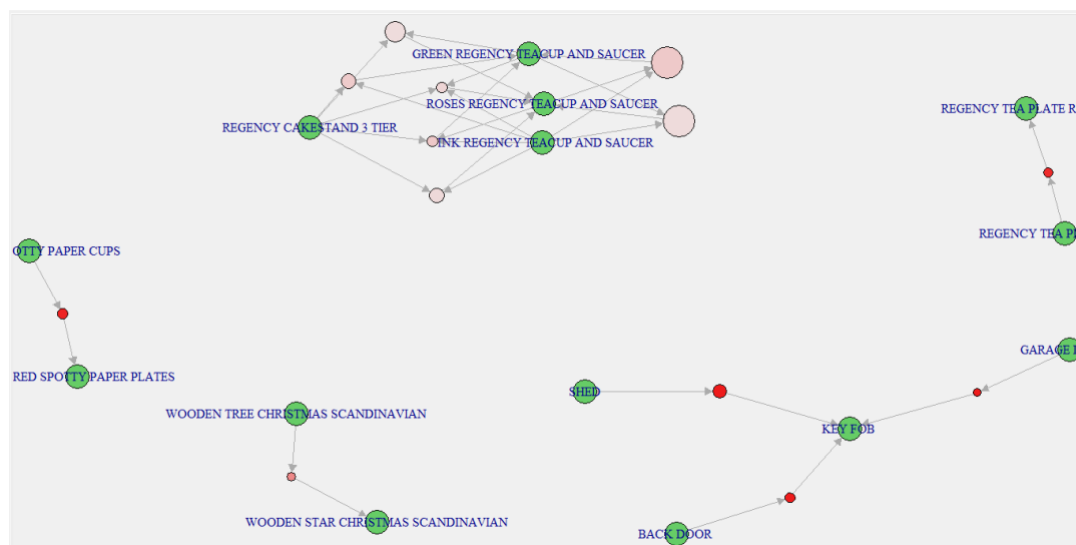 GREEN REGENCY TEACUP AND SAUCER
ROSES REGENCY TEACUP AND SAUCER
REGENCY TEA PLATE R
REGENCY CAKESTAND 3 TIER
INK REGENCY TEACUP AND SAUCER
REGENCY TEA P
OTTY PAPER CUPS
GARAGE
RED SPOTTY PAPER PLATES
SHED
WOODEN TREE CHRISTMAS SCANDINAVIAN
KEY FOB
WOODEN STAR CHRISTMAS SCANDINAVIAN
BACK DOOR